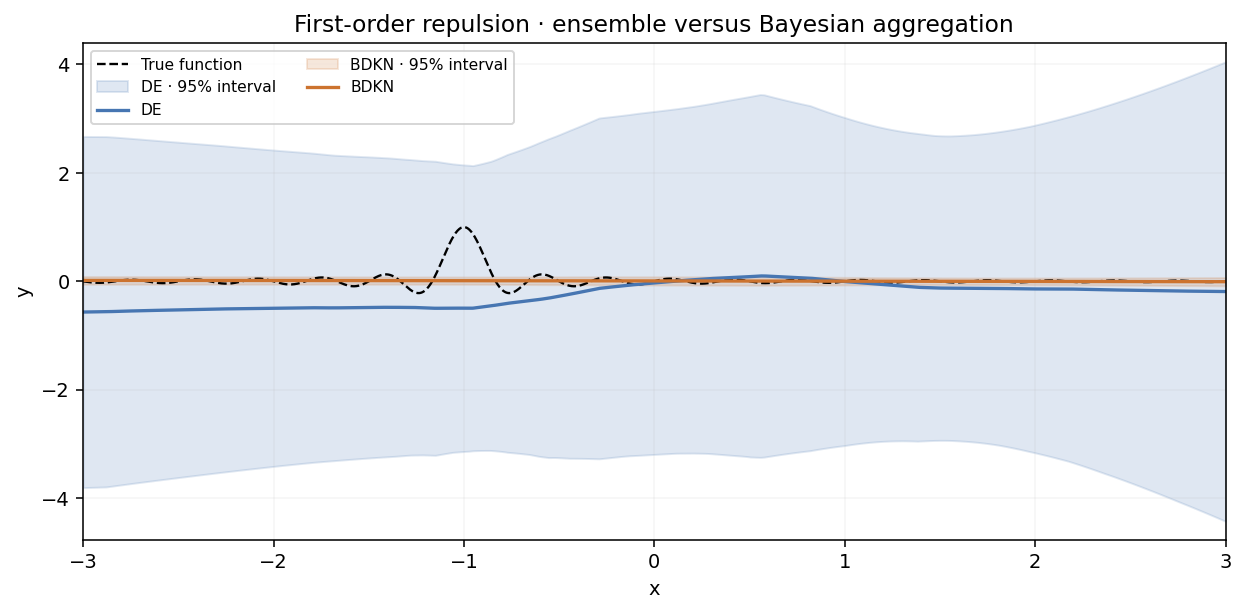 First-order repulsion · ensemble versus Bayesian aggregation
True function
DE · 95% interval
DE
BDKN · 95% interval
BDKN
4
2
0
−2
−4
y
−3
−2
−1
0
1
2
3
x